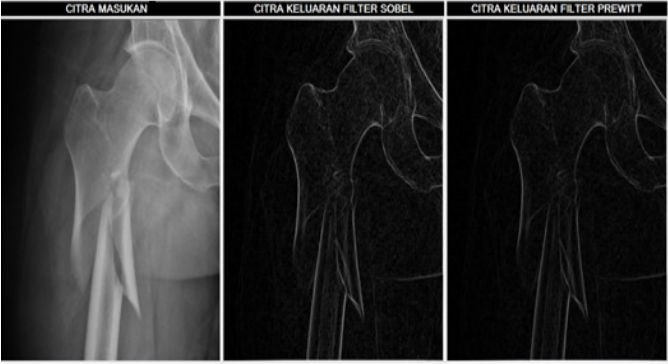 CITRA MASUKAN
CITRA KELUARAN FILTER SOBEL
CITRA KELUARAN FILTER PREWITT